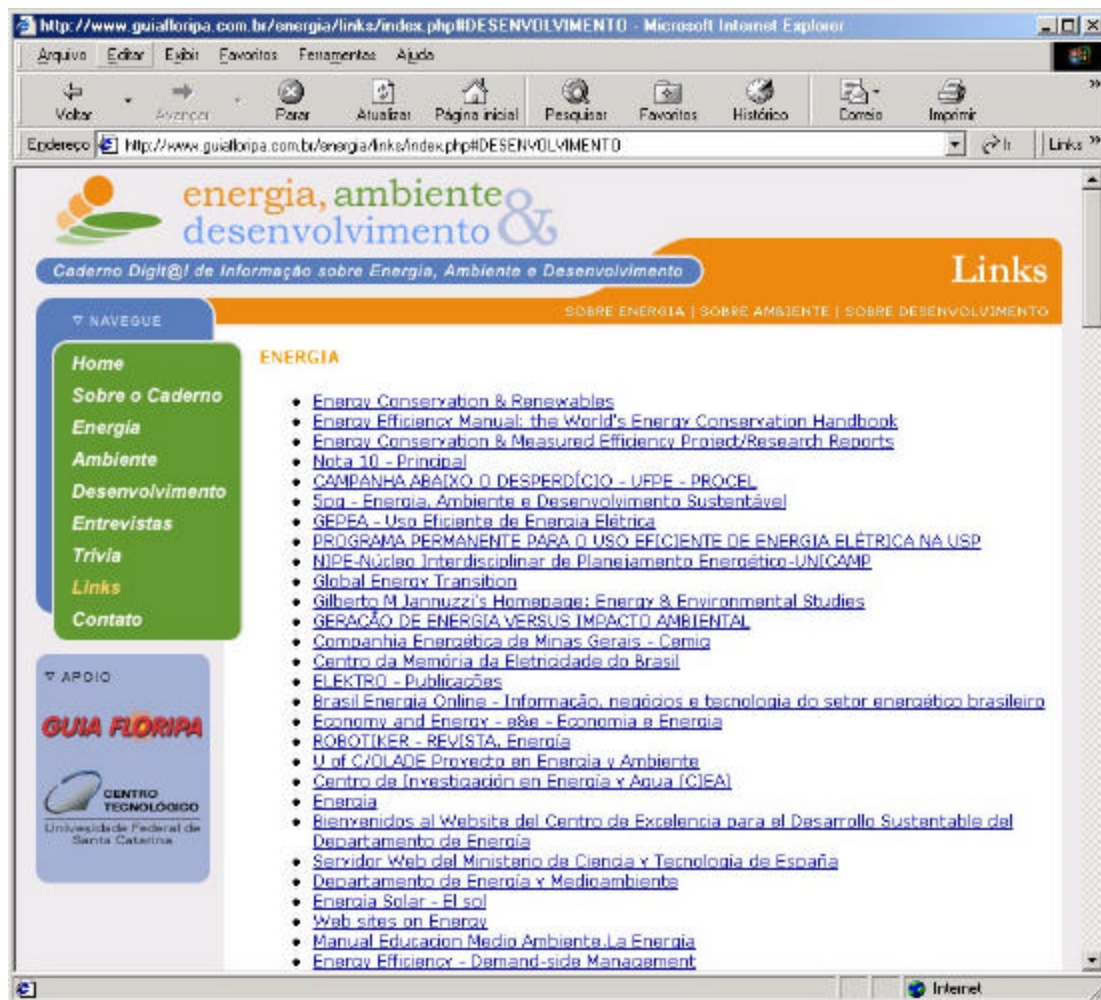 http://www.guiafloripa.com.br/energia/links/index.php#DESENVOLVIMENTO - Microsoft Internet Explorer
Arquivo Editar Exibir Favoritos Ferramentas Ajuda
Voltar Avançar Parar Atualizar Página inicial Pesquisar Favoritos Histórico Correio Imprimir
Endereço http://www.guiafloripa.com.br/energia/links/index.php#DESENVOLVIMENTO Ir Links
energia, ambiente &
desenvolvimento
Caderno Digit@l de Informação sobre Energia, Ambiente e Desenvolvimento
Links
SOBRE ENERGIA | SOBRE AMBIENTE | SOBRE DESENVOLVIMENTO
NAVEGUE
Home
Sobre o Caderno
Energia
Ambiente
Desenvolvimento
Entrevistas
Trivia
Links
Contato
APOIO
GUIA FLORIPA
CENTRO
TECNOLÓGICO
Universidade Federal de
Santa Catarina
ENERGIA
Energy Conservation & Renewables
Energy Efficiency Manual: the World's Energy Conservation Handbook
Energy Conservation & Measured Efficiency Project/Research Reports
Nota 10 - Principal
CAMPANHA ABAIXO O DESPERDÍCIO - UFPE - PROCEL
- Energia, Ambiente e Desenvolvimento Sustentável
GEPEA - Uso Eficiente de Energia Elétrica
PROGRAMA PERMANENTE PARA O USO EFICIENTE DE ENERGIA ELÉTRICA NA USP
NIPE-Núcleo Interdisciplinar de Planejamento Energético-UNICAMP
Global Energy Transition
Gilberto M Jannuzzi's Homepage: Energy & Environmental Studies
GERAÇÃO DE ENERGIA VERSUS IMPACTO AMBIENTAL
Companhia Energética de Minas Gerais - Cemig
Centro da Memória da Eletricidade do Brasil
ELEKTRO - Publicações
Brasil Energia Online - Informação, negócios e tecnologia do setor energético brasileiro
Economy and Energy - e&e - Economia e Energia
ROBOTIKER - REVISTA. Energía
U of C/OLADE Proyecto en Energia y Ambiente
Centro de Investigación en Energía y Agua (CIEA)
Energia
Bienvenidos al Website del Centro de Excelencia para el Desarrollo Sustentable del
Departamento de Energía
Servidor Web del Ministerio de Ciencia y Tecnología de España
Departamento de Energía y Medioambiente
Energia Solar - El sol
Web sites on Energy
Manual Educacion Medio Ambiente.La Energia
Energy Efficiency - Demand-side Management
Internet